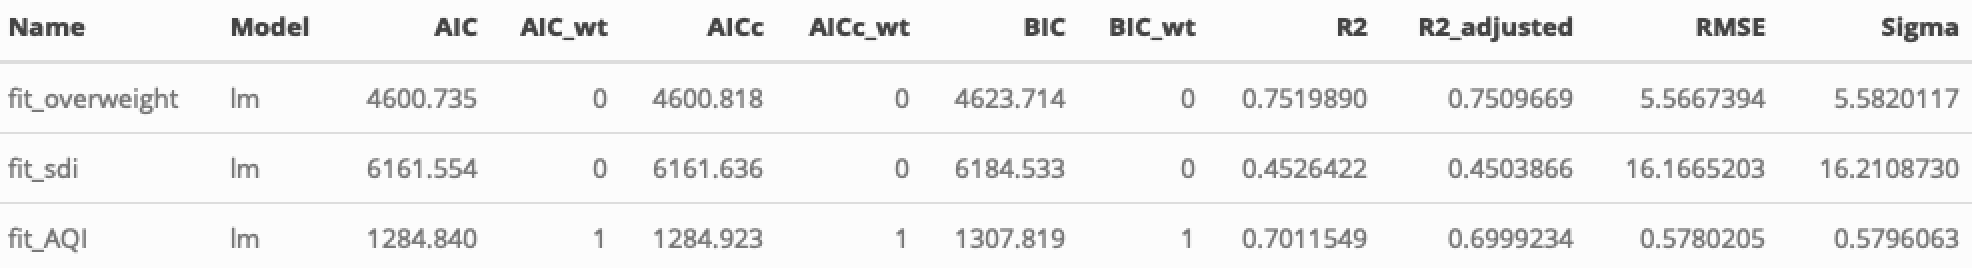 Name Model AIC AIC_wt AICc AICc_wt BIC BIC_wt R2 R2_adjusted RMSE Sigma
fit_overweight lm 4600.735 0 4600.818 0 4623.714 0 0.7519890 0.7509669 5.5667394 5.5820117
fit_sdi lm 6161.554 0 6161.636 0 6184.533 0 0.4526422 0.4503866 16.1665203 16.2108730
fit_AQI lm 1284.840 1 1284.923 1 1307.819 1 0.7011549 0.6999234 0.5780205 0.5796063